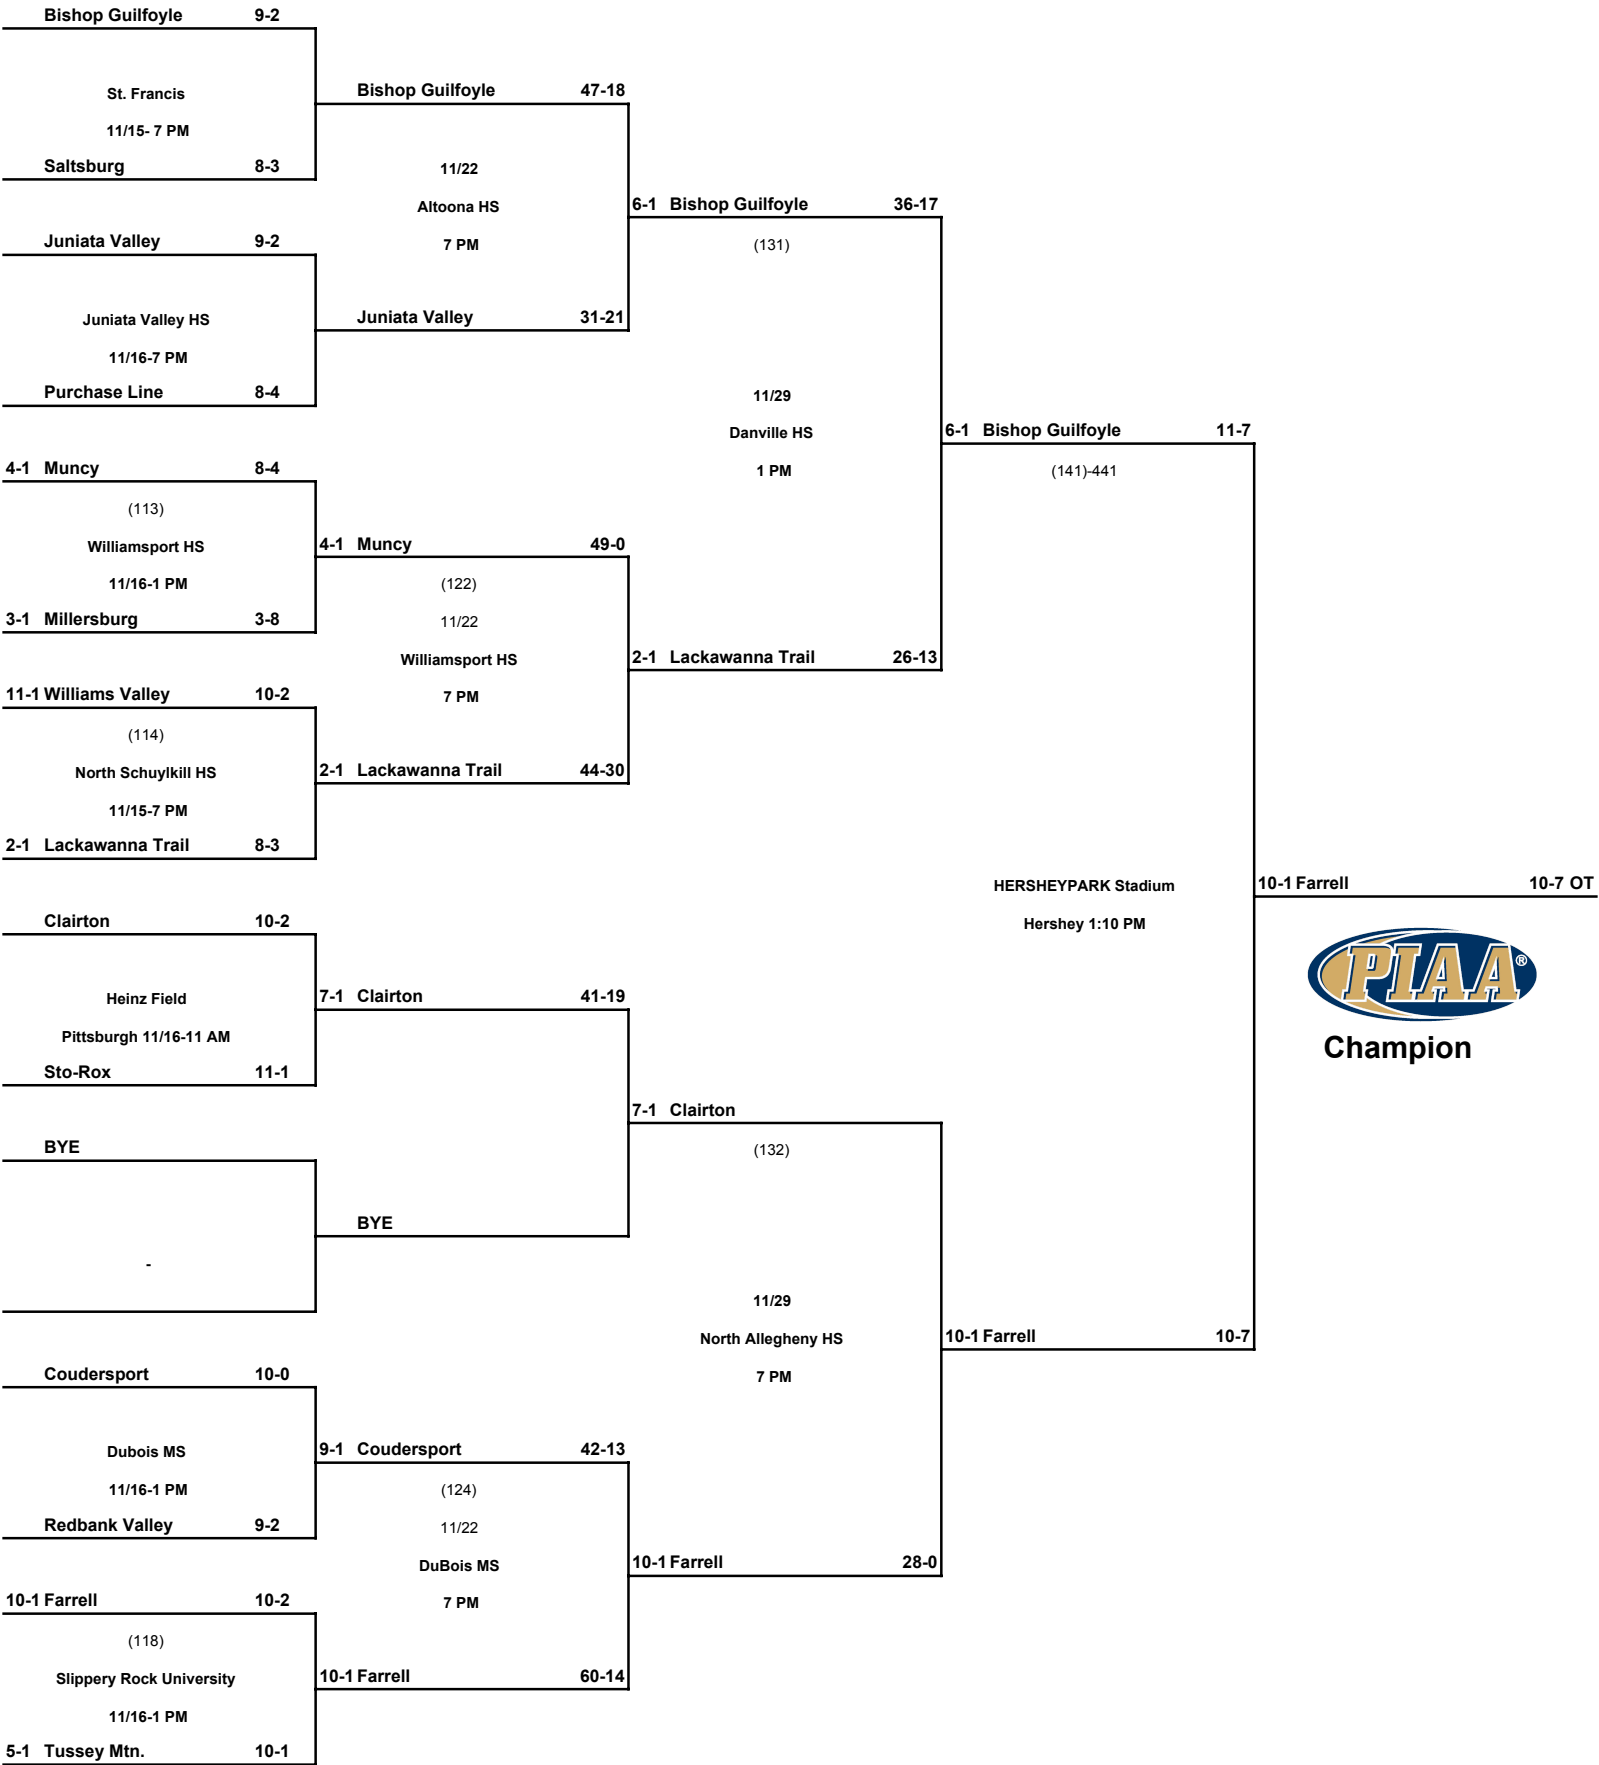 Bishop Guilfoyle 9-2
St. Francis
11/15- 7 PM
Saltsburg 8-3
Juniata Valley 9-2
Juniata Valley HS
11/16-7 PM
Purchase Line 8-4
4-1 Muncy 8-4
(113)
Williamsport HS
11/16-1 PM
3-1 Millersburg 3-8
11-1 Williams Valley 10-2
(114)
North Schuylkill HS
11/15-7 PM
2-1 Lackawanna Trail 8-3
Clairton 10-2
Heinz Field
Pittsburgh 11/16-11 AM
Sto-Rox 11-1
BYE
-
Coudersport 10-0
Dubois MS
11/16-1 PM
Redbank Valley 9-2
10-1 Farrell 10-2
(118)
Slippery Rock University
11/16-1 PM
5-1 Tussey Mtn. 10-1
Bishop Guilfoyle 47-18
11/22
Altoona HS
7 PM
Juniata Valley 31-21
4-1 Muncy 49-0
(122)
11/22
Williamsport HS
7 PM
2-1 Lackawanna Trail 44-30
7-1 Clairton 41-19
BYE
9-1 Coudersport 42-13
(124)
11/22
DuBois MS
7 PM
10-1 Farrell 60-14
6-1 Bishop Guilfoyle 36-17
(131)
11/29
Danville HS
1 PM
2-1 Lackawanna Trail 26-13
7-1 Clairton
(132)
11/29
North Allegheny HS
7 PM
10-1 Farrell 28-0
6-1 Bishop Guilfoyle 11-7
(141)-441
HERSHEYPARK Stadium
Hershey 1:10 PM
10-1 Farrell 10-7
10-1 Farrell 10-7 OT
PIAA®
Champion